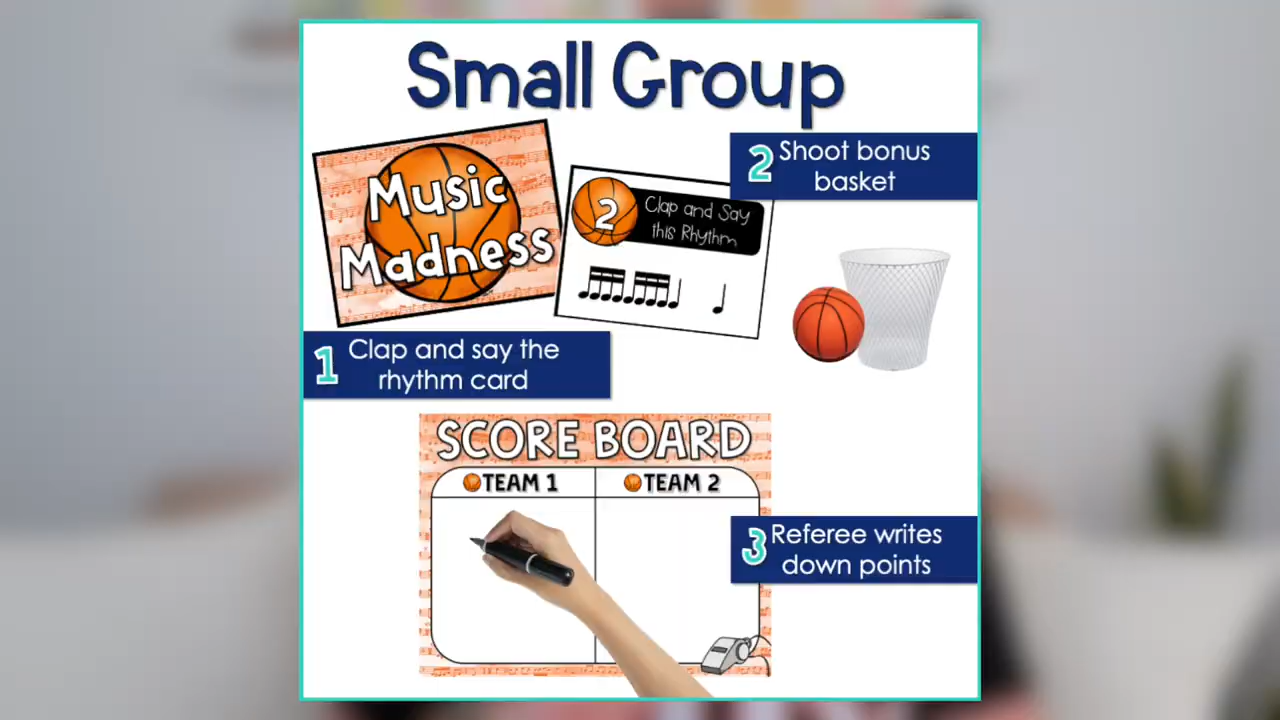 Small Group
Music
Madness
2
Clap and Say
this Rhythm
2
Shoot bonus
basket
1
Clap and say the
rhythm card
SCORE BOARD
TEAM 1
TEAM 2
3
Referee writes
down points